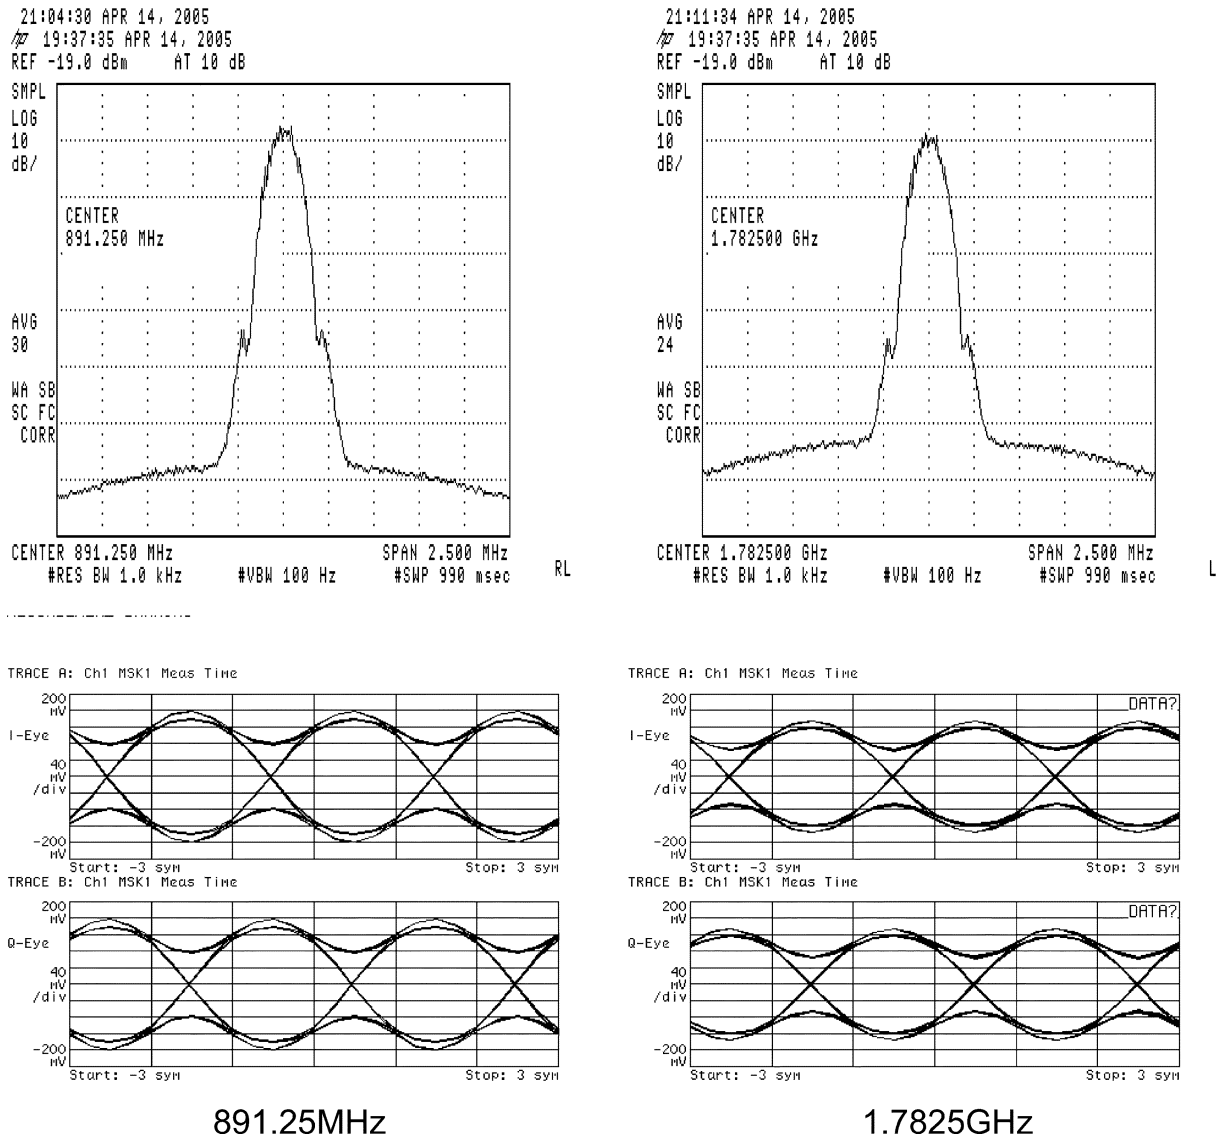 21:04:30 APR 14, 2005
hp 19:37:35 APR 14, 2005
REF -19.0 dBm AT 10 dB
SMPL
LOG
10
dB/
CENTER
891.250 MHz
AVG
30
WA SB
SC FC
CORR
CENTER 891.250 MHz SPAN 2.500 MHz
#RES BW 1.0 kHz #VBW 100 Hz #SWP 990 msec
RL
21:11:34 APR 14, 2005
hp 19:37:35 APR 14, 2005
REF -19.0 dBm AT 10 dB
SMPL
LOG
10
dB/
CENTER
1.782500 GHz
AVG
24
WA SB
SC FC
CORR
CENTER 1.782500 GHz SPAN 2.500 MHz
#RES BW 1.0 kHz #VBW 100 Hz #SWP 990 msec
L
TRACE A: Ch1 MSK1 Meas Time
200
mV
I-Eye
40
mV
/div
-200
mV
Start: -3 sym Stop: 3 sym
TRACE B: Ch1 MSK1 Meas Time
200
mV
Q-Eye
40
mV
/div
-200
mV
Start: -3 sym Stop: 3 sym
891.25MHz
TRACE A: Ch1 MSK1 Meas Time
200
mV
DATA?
I-Eye
40
mV
/div
-200
mV
Start: -3 sym Stop: 3 sym
TRACE B: Ch1 MSK1 Meas Time
200
mV
DATA?
Q-Eye
40
mV
/div
-200
mV
Start: -3 sym Stop: 3 sym
1.7825GHz